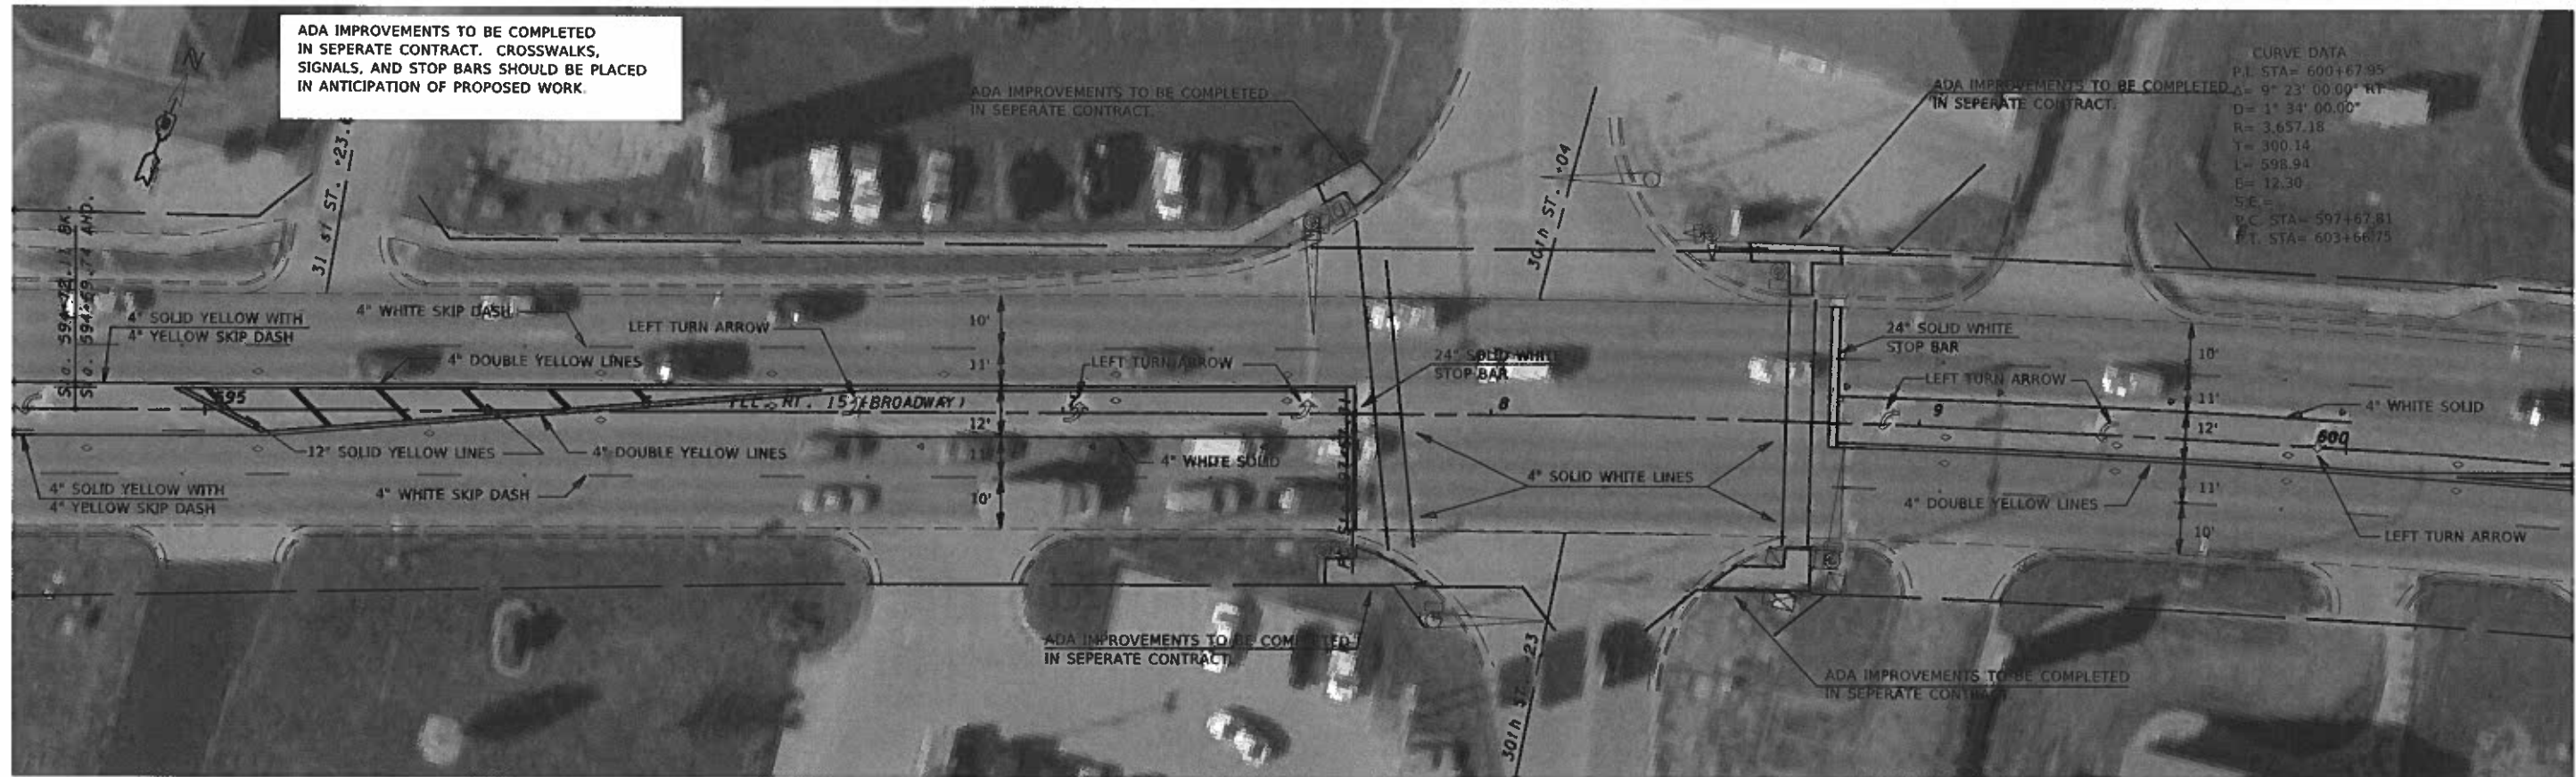 ADA IMPROVEMENTS TO BE COMPLETED
IN SEPERATE CONTRACT. CROSSWALKS,
SIGNALS, AND STOP BARS SHOULD BE PLACED
IN ANTICIPATION OF PROPOSED WORK.
N
ADA IMPROVEMENTS TO BE COMPLETED
IN SEPERATE CONTRACT.
ADA IMPROVEMENTS TO BE COMPLETED
IN SEPERATE CONTRACT.
CURVE DATA
P.I. STA= 600+67.95
Δ= 9° 23' 00.00" RT
D= 1° 34' 00.00"
R= 3,657.18
T= 300.14
L= 598.94
E= 12.30
S.E.=
P.C. STA= 597+67.81
P.T. STA= 603+66.75
31 st ST.
30th ST. +04
4" SOLID YELLOW WITH
4" YELLOW SKIP DASH
4" WHITE SKIP DASH
LEFT TURN ARROW
4" DOUBLE YELLOW LINES
10'
11'
12'
11'
10'
LEFT TURN ARROW
24" SOLID WHITE
STOP BAR
24" SOLID WHITE
STOP BAR
LEFT TURN ARROW
10'
11'
12'
11'
10'
4" WHITE SOLID
595
RT. 15 (BROADWAY)
8
9
600
12" SOLID YELLOW LINES
4" DOUBLE YELLOW LINES
4" WHITE SOLID
4" SOLID WHITE LINES
4" SOLID YELLOW WITH
4" YELLOW SKIP DASH
4" WHITE SKIP DASH
4" DOUBLE YELLOW LINES
LEFT TURN ARROW
ADA IMPROVEMENTS TO BE COMPLETED
IN SEPERATE CONTRACT.
30th ST. +23
ADA IMPROVEMENTS TO BE COMPLETED
IN SEPERATE CONTRACT.